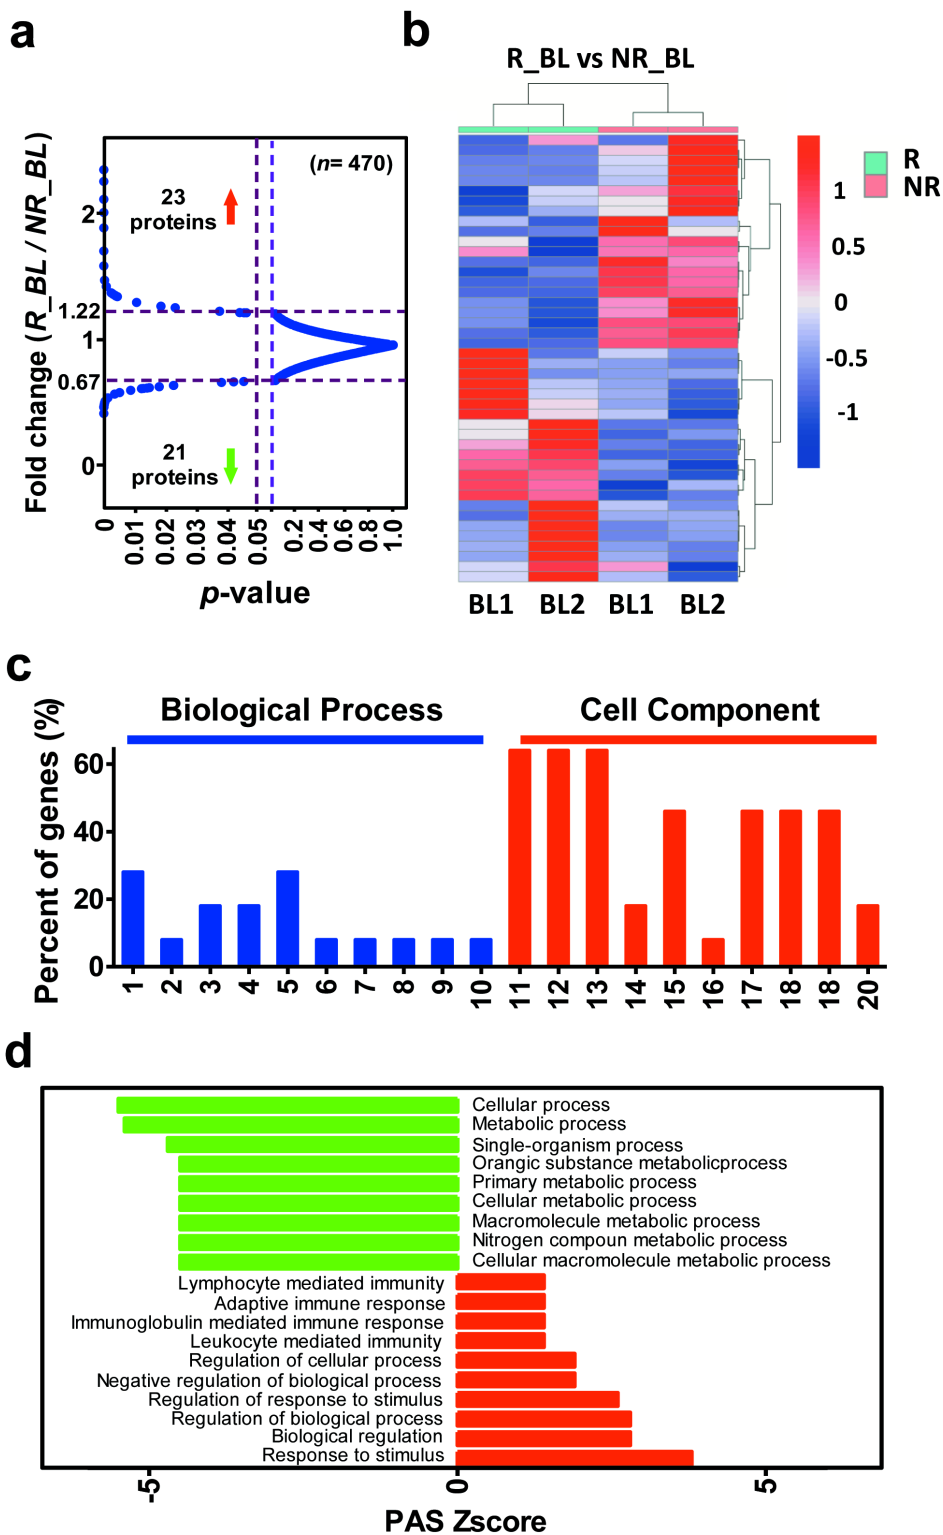 a
Fold change (R_BL / NR_BL)
(n= 470)
23
proteins
2
1.22
1
0.67
0
21
proteins
0
0.01
0.02
0.03
0.04
0.05
0.2
0.4
0.6
0.8
1.0
p-value
b
R_BL vs NR_BL
1
0.5
0
-0.5
-1
R
NR
BL1 BL2 BL1 BL2
c
Percent of genes (%)
Biological Process
Cell Component
60
40
20
0
1
2
3
4
5
6
7
8
9
10
11
12
13
14
15
16
17
18
18
20
d
Cellular process
Metabolic process
Single-organism process
Orangic substance metabolicprocess
Primary metabolic process
Cellular metabolic process
Macromolecule metabolic process
Nitrogen compoun metabolic process
Cellular macromolecule metabolic process
Lymphocyte mediated immunity
Adaptive immune response
Immunoglobulin mediated immune response
Leukocyte mediated immunity
Regulation of cellular process
Negative regulation of biological process
Regulation of response to stimulus
Regulation of biological process
Biological regulation
Response to stimulus
-5
0
5
PAS Zscore